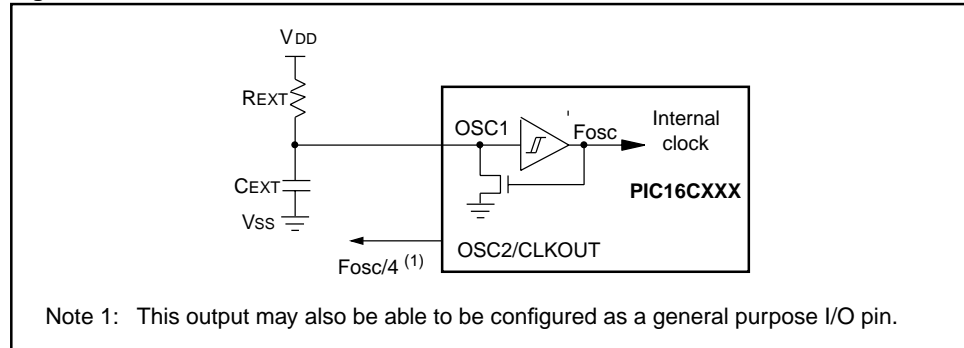 VDD
REXT
OSC1
Fosc
Internal
clock
CEXT
PIC16CXXX
Vss
OSC2/CLKOUT
Fosc/4 (1)
Note 1: This output may also be able to be configured as a general purpose I/O pin.